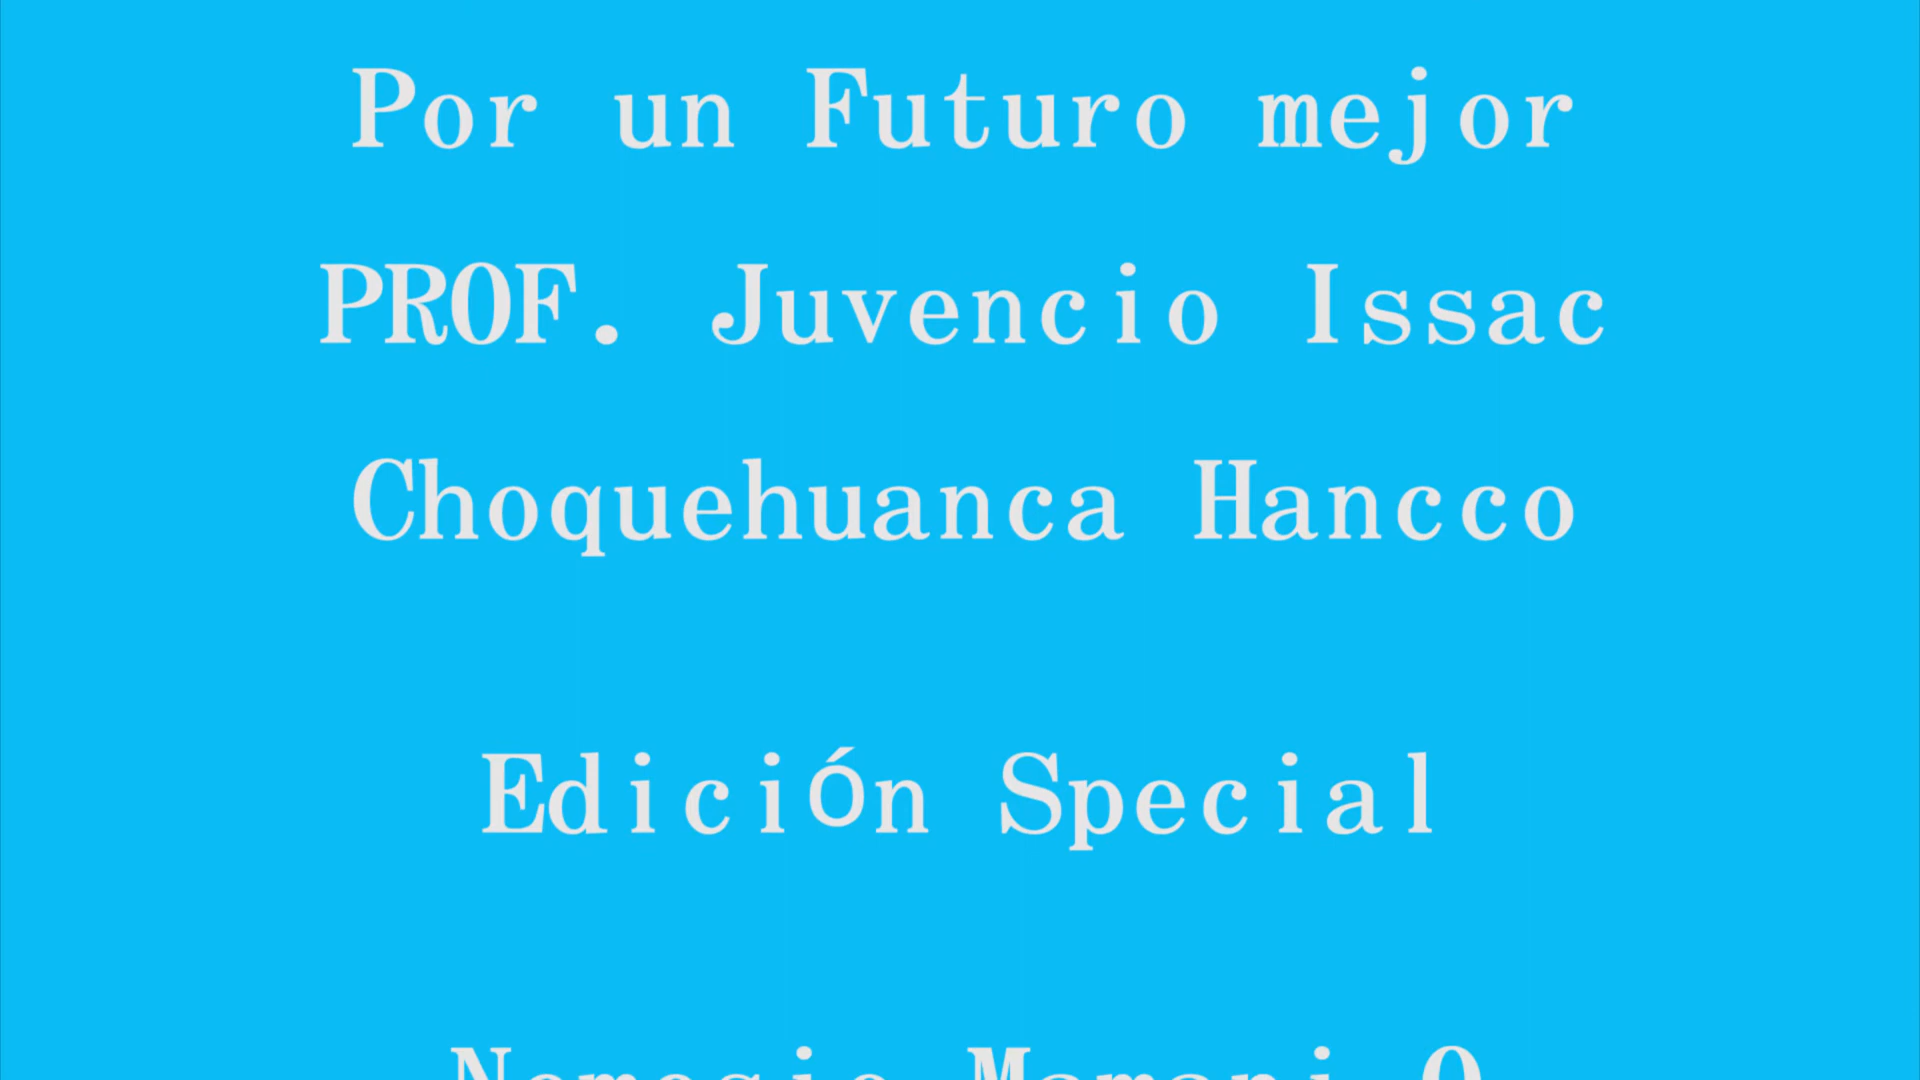 Por un Futuro mejor
PROF. Juvencio Issac
Choquehuanca Hancco
Edición Special